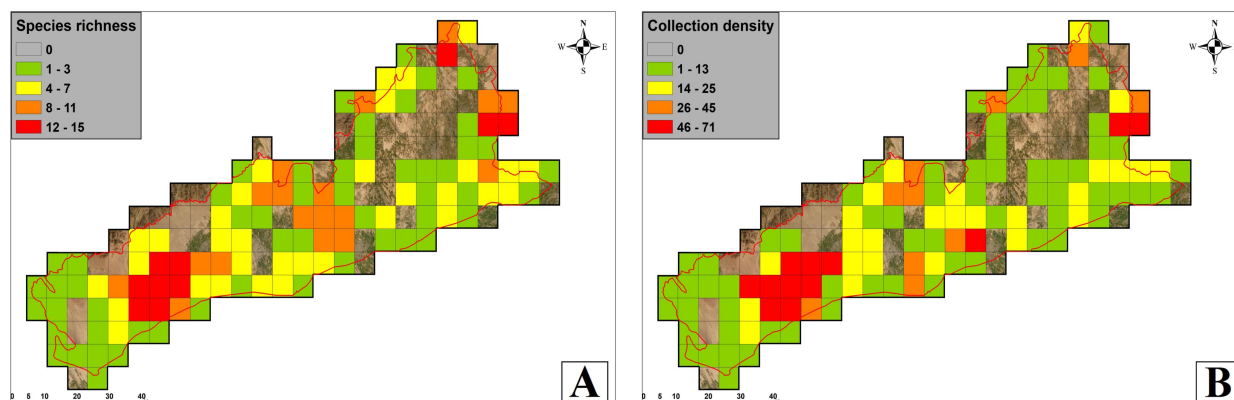 Species richness
0
1 - 3
4 - 7
8 - 11
12 - 15
N
W E
S
A
0 5 10 20 30 40
Collection density
0
1 - 13
14 - 25
26 - 45
46 - 71
N
W E
S
B
0 5 10 20 30 40